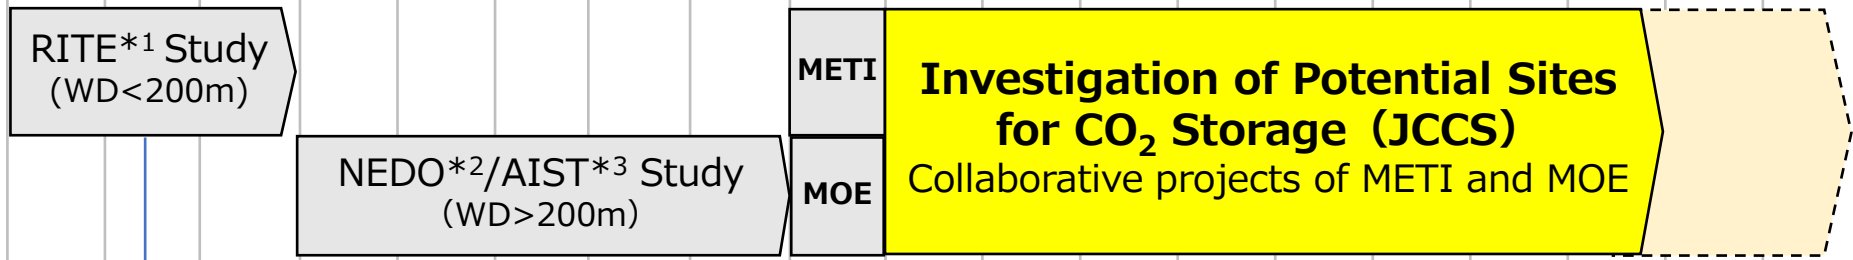 RITE*1 Study
(WD<200m)
NEDO*2/AIST*3 Study
(WD>200m)
METI
MOE
Investigation of Potential Sites
for CO2 Storage (JCCS)
Collaborative projects of METI and MOE